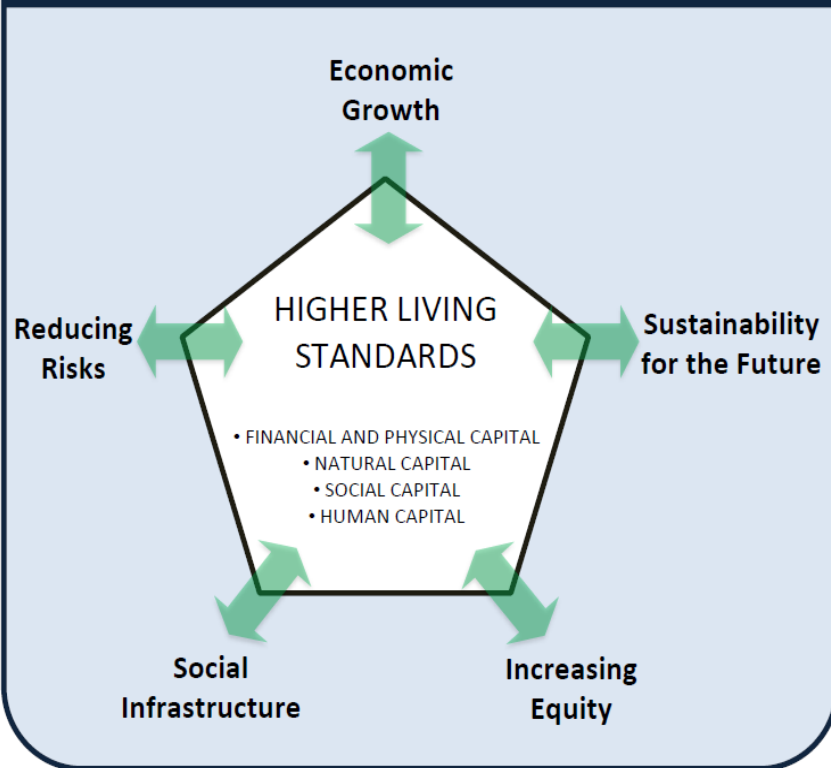 Economic
Growth
HIGHER LIVING
STANDARDS
Reducing
Risks
Sustainability
for the Future
• FINANCIAL AND PHYSICAL CAPITAL
• NATURAL CAPITAL
• SOCIAL CAPITAL
• HUMAN CAPITAL
Social
Infrastructure
Increasing
Equity